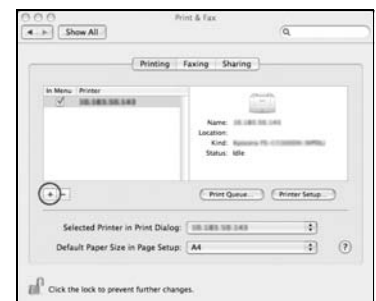 Print & Fax
Show All
Printing Faxing Sharing
In Menu Printer
Name:
Location:
Kind:
Status: Idle
+ -
Print Queue... Printer Setup...
Selected Printer in Print Dialog:
Default Paper Size in Page Setup: A4 ?
Click the lock to prevent further changes.